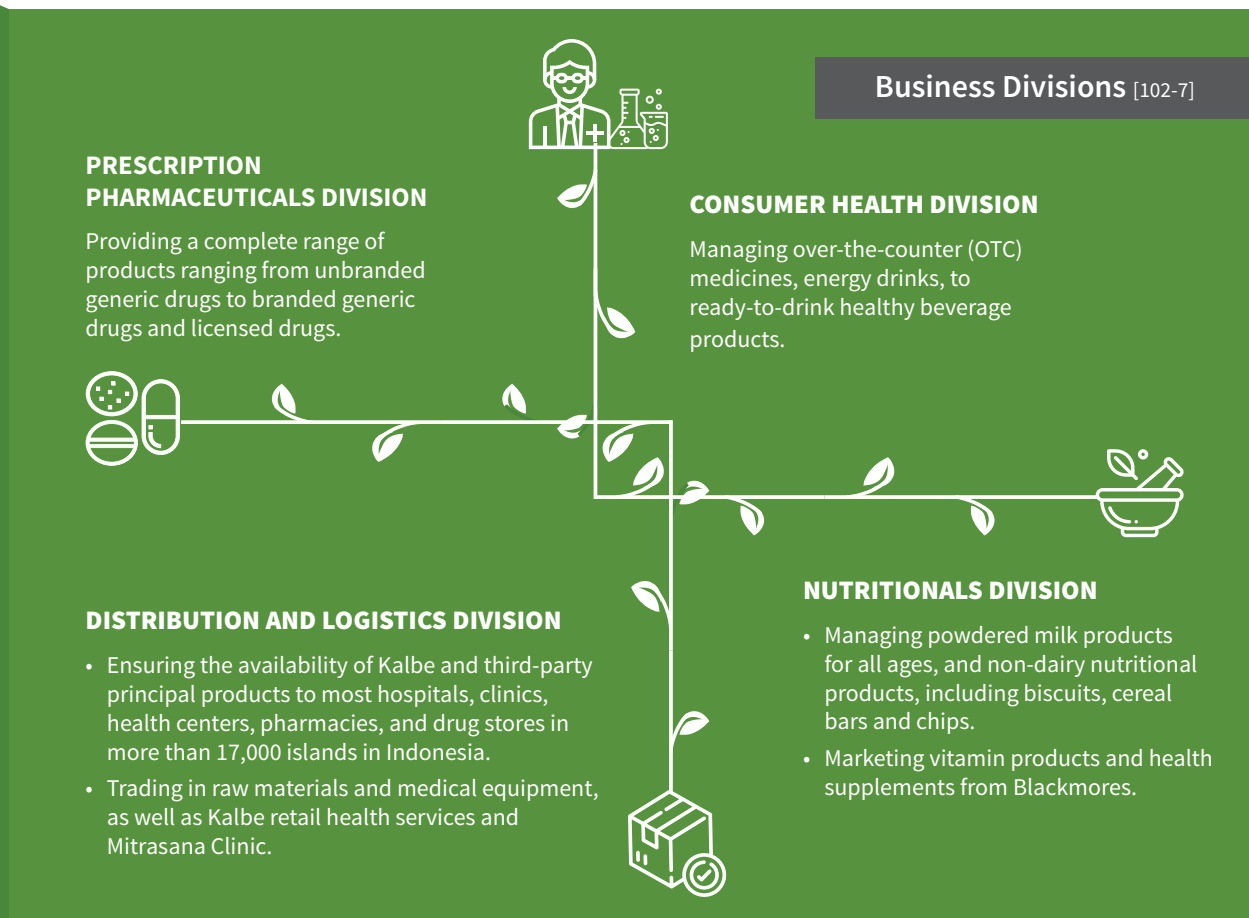 Business Divisions [102-7]
PRESCRIPTION
PHARMACEUTICALS DIVISION
Providing a complete range of
products ranging from unbranded
generic drugs to branded generic
drugs and licensed drugs.
CONSUMER HEALTH DIVISION
Managing over-the-counter (OTC)
medicines, energy drinks, to
ready-to-drink healthy beverage
products.
DISTRIBUTION AND LOGISTICS DIVISION
• Ensuring the availability of Kalbe and third-party
principal products to most hospitals, clinics,
health centers, pharmacies, and drug stores in
more than 17,000 islands in Indonesia.
• Trading in raw materials and medical equipment,
as well as Kalbe retail health services and
Mitrasana Clinic.
NUTRITIONALS DIVISION
• Managing powdered milk products
for all ages, and non-dairy nutritional
products, including biscuits, cereal
bars and chips.
• Marketing vitamin products and health
supplements from Blackmores.